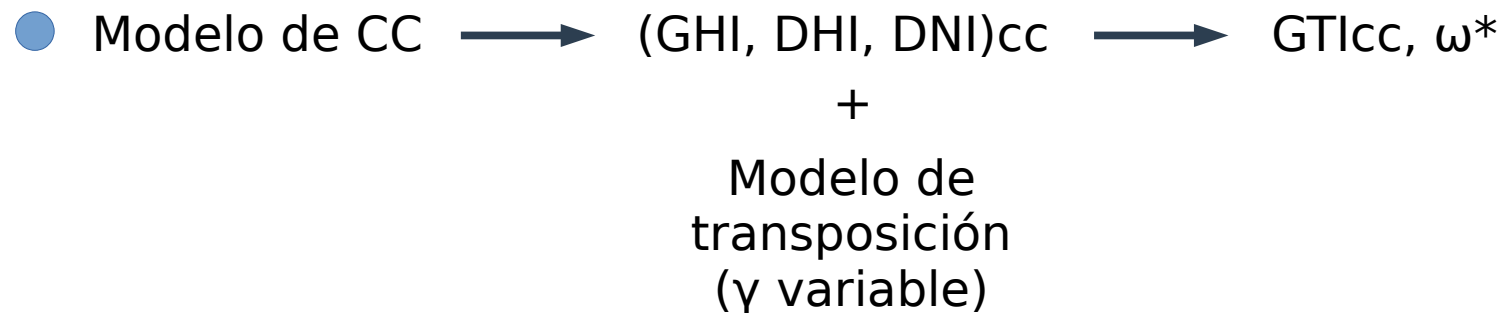 Modelo de CC (GHI, DHI, DNI)cc GTIcc, ω*
+
Modelo de
transposición
(γ variable)